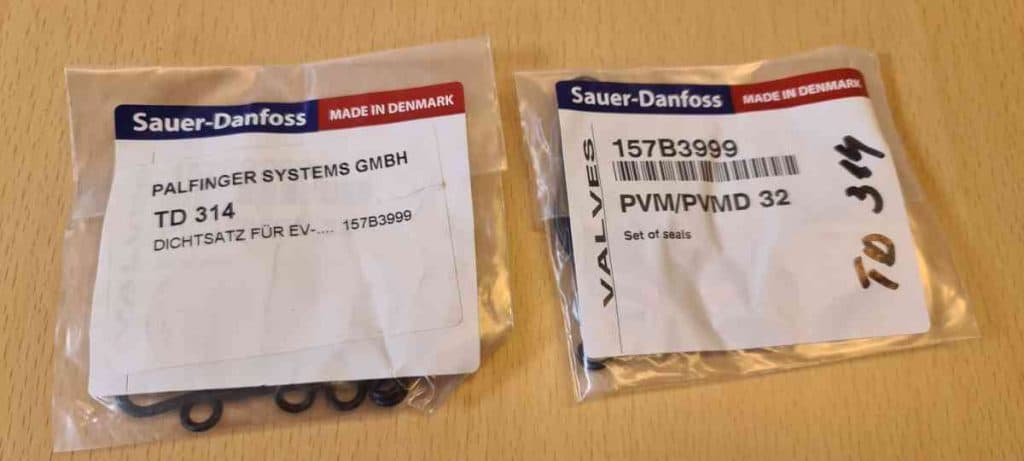 Sauer-Danfoss MADE IN DENMARK
PALFINGER SYSTEMS GMBH
TD 314
DICHTSATZ FÜR EV-.... 157B3999
Sauer-Danfoss MADE IN DENMARK
VALVES
157B3999
PVM/PVMD 32
Set of seals
TD 314